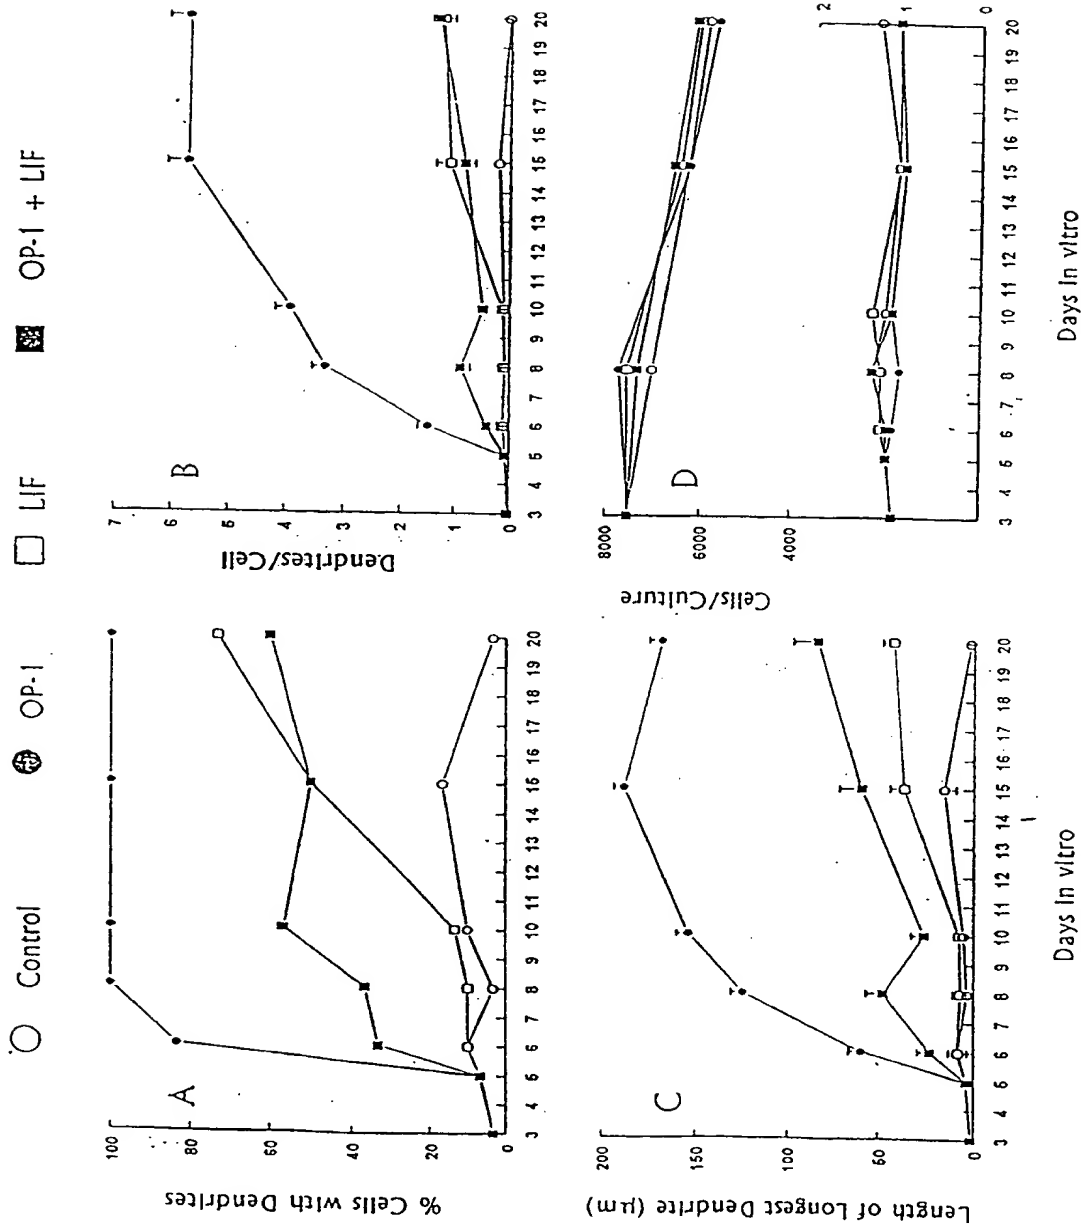 Control OP-1 LIF OP-1 + LIF
A
% Cells with Dendrites
100
80
60
40
20
0
3 4 5 6 7 8 9 10 11 12 13 14 15 16 17 18 19 20
B
Dendrites/Cell
7
6
5
4
3
2
1
0
3 4 5 6 7 8 9 10 11 12 13 14 15 16 17 18 19 20
C
Length of Longest Dendrite (μm)
200
150
100
50
0
3 4 5 6 7 8 9 10 11 12 13 14 15 16 17 18 19 20
Days in vitro
D
Cells/Culture
8000
6000
4000
2
1
0
3 4 5 6 7 8 9 10 11 12 13 14 15 16 17 18 19 20
Days in vitro